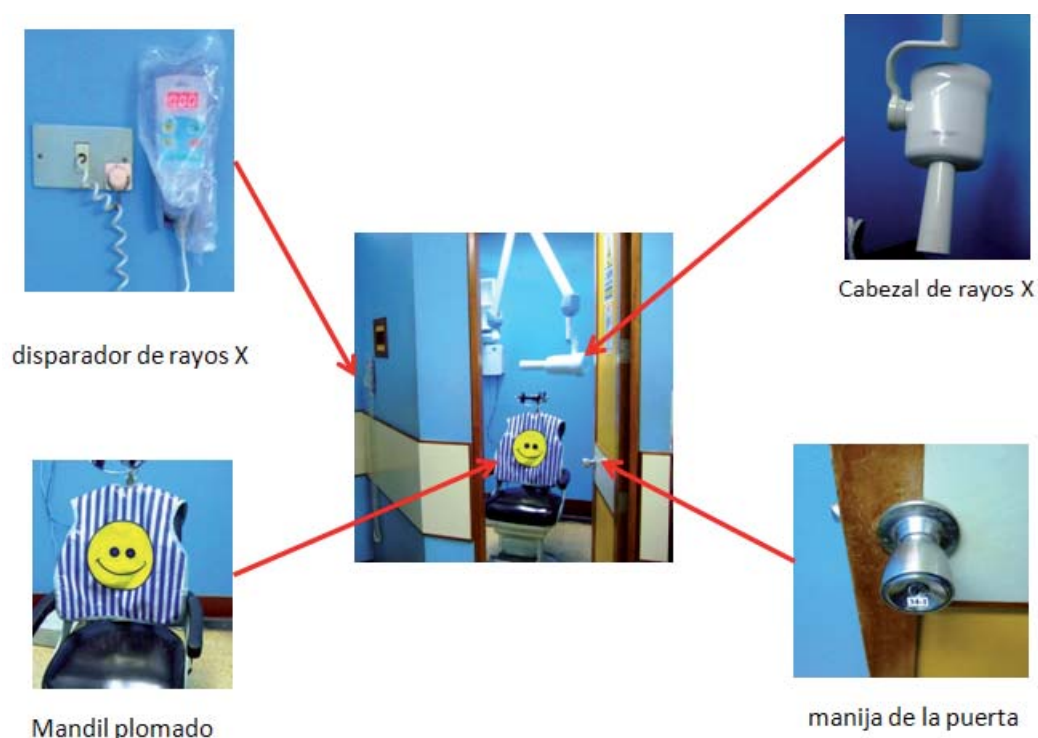 disparador de rayos X
Cabezal de rayos X
Mandil plomado
manija de la puerta